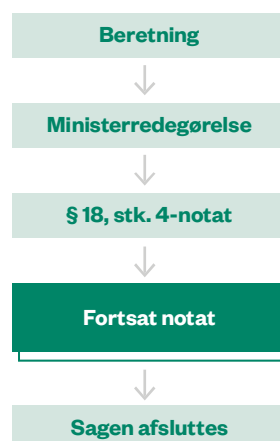 Beretning
Ministerredegørelse
§ 18, stk. 4-notat
Fortsat notat
Sagen afsluttes